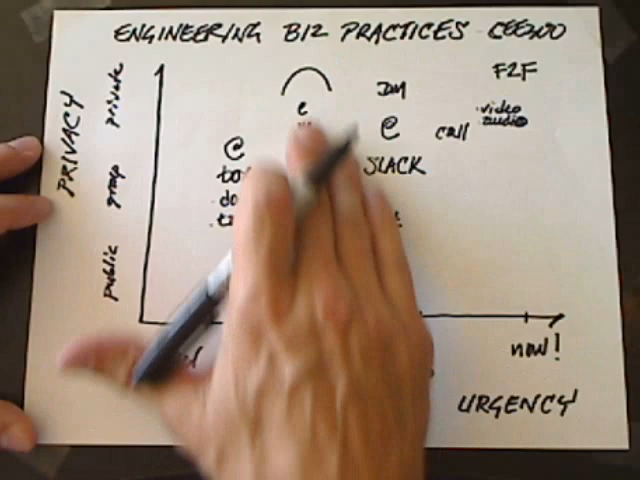 ENGINEERING BIZ PRACTICES CEE300
PRIVACY
private
group
public
F2F
DM
video
audio
call
@
e
@
SLACK
now!
URGENCY